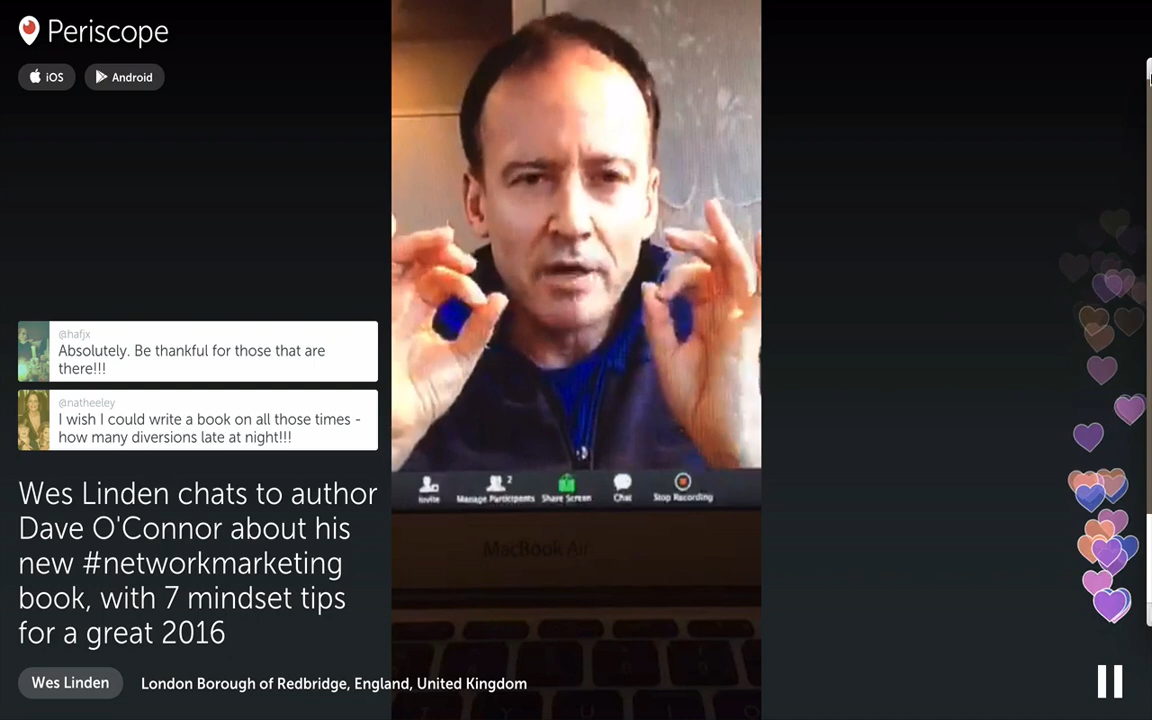 Periscope
iOS
Android
@hafjx
Absolutely. Be thankful for those that are
there!!!
@natheeley
I wish I could write a book on all those times -
how many diversions late at night!!!
Wes Linden chats to author
Dave O'Connor about his
new #networkmarketing
book, with 7 mindset tips
for a great 2016
Wes Linden
London Borough of Redbridge, England, United Kingdom
Invite
Manage Participants
2
Share Screen
Chat
Stop Recording
MacBook Air